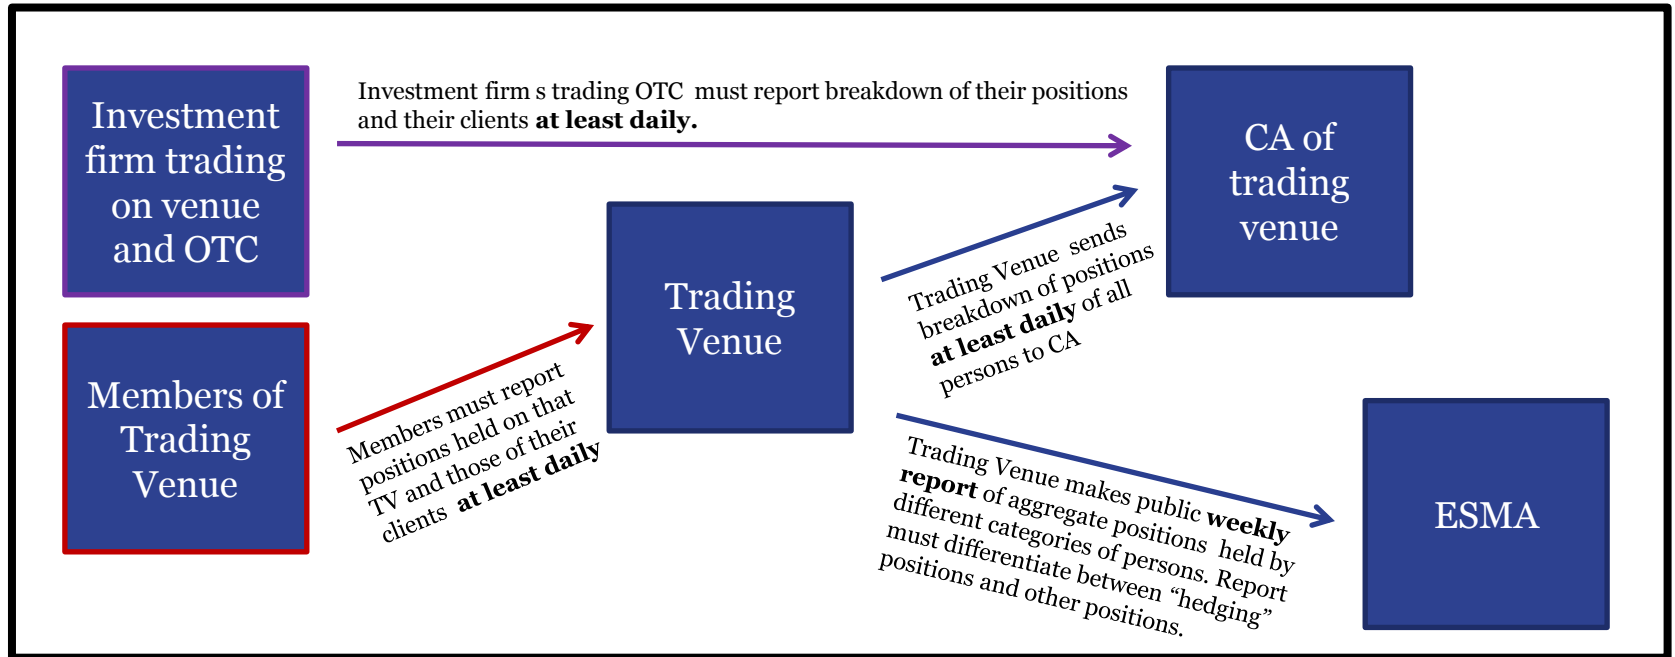 Investment
firm trading
on venue
and OTC
Investment firm s trading OTC  must report breakdown of their positions
and their clients at least daily.
CA of
trading
venue
Trading
Venue
Trading Venue  sends
breakdown of positions
at least daily of all
persons to CA
Members of
Trading
Venue
Members must report
positions held on that
TV and those of their
clients  at least daily
Trading Venue makes public weekly
report of aggregate positions  held by
different categories of persons. Report
must differentiate between “hedging”
positions and other positions.
ESMA